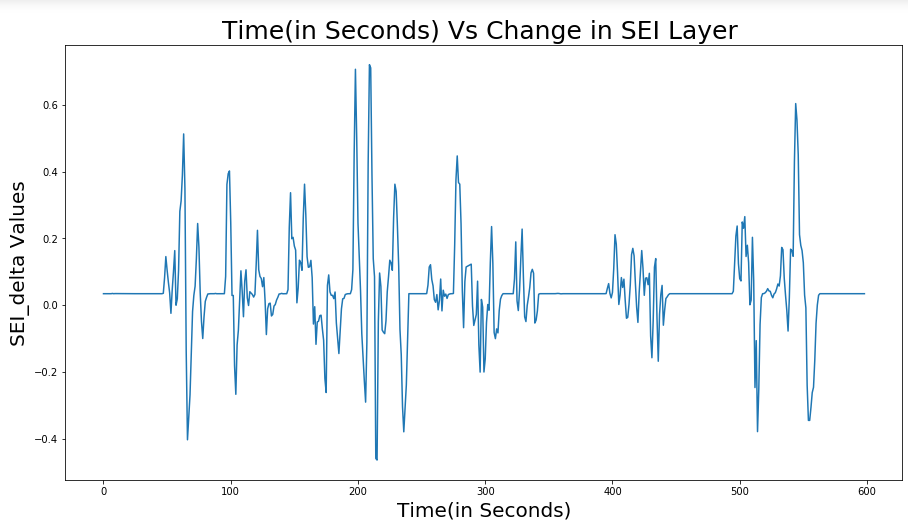 Time(in Seconds) Vs Change in SEI Layer
0.6
0.4
0.2
0.0
−0.2
−0.4
SEI_delta Values
0 100 200 300 400 500 600
Time(in Seconds)